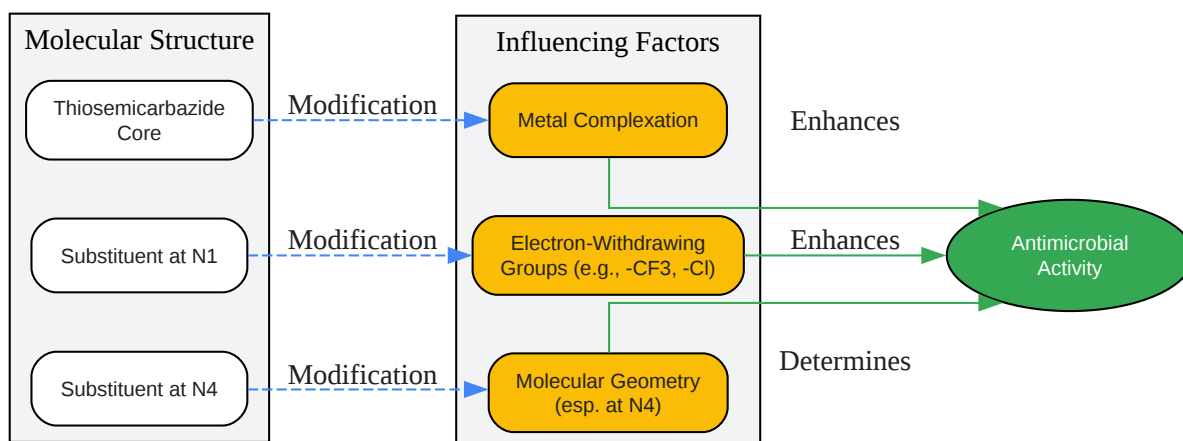 Molecular Structure
Influencing Factors
Thiosemicarbazide
Core
Modification
Metal Complexation
Enhances
Substituent at N1
Modification
Electron-Withdrawing
Groups (e.g., -CF3, -Cl)
Enhances
Antimicrobial
Activity
Substituent at N4
Modification
Molecular Geometry
(esp. at N4)
Determines